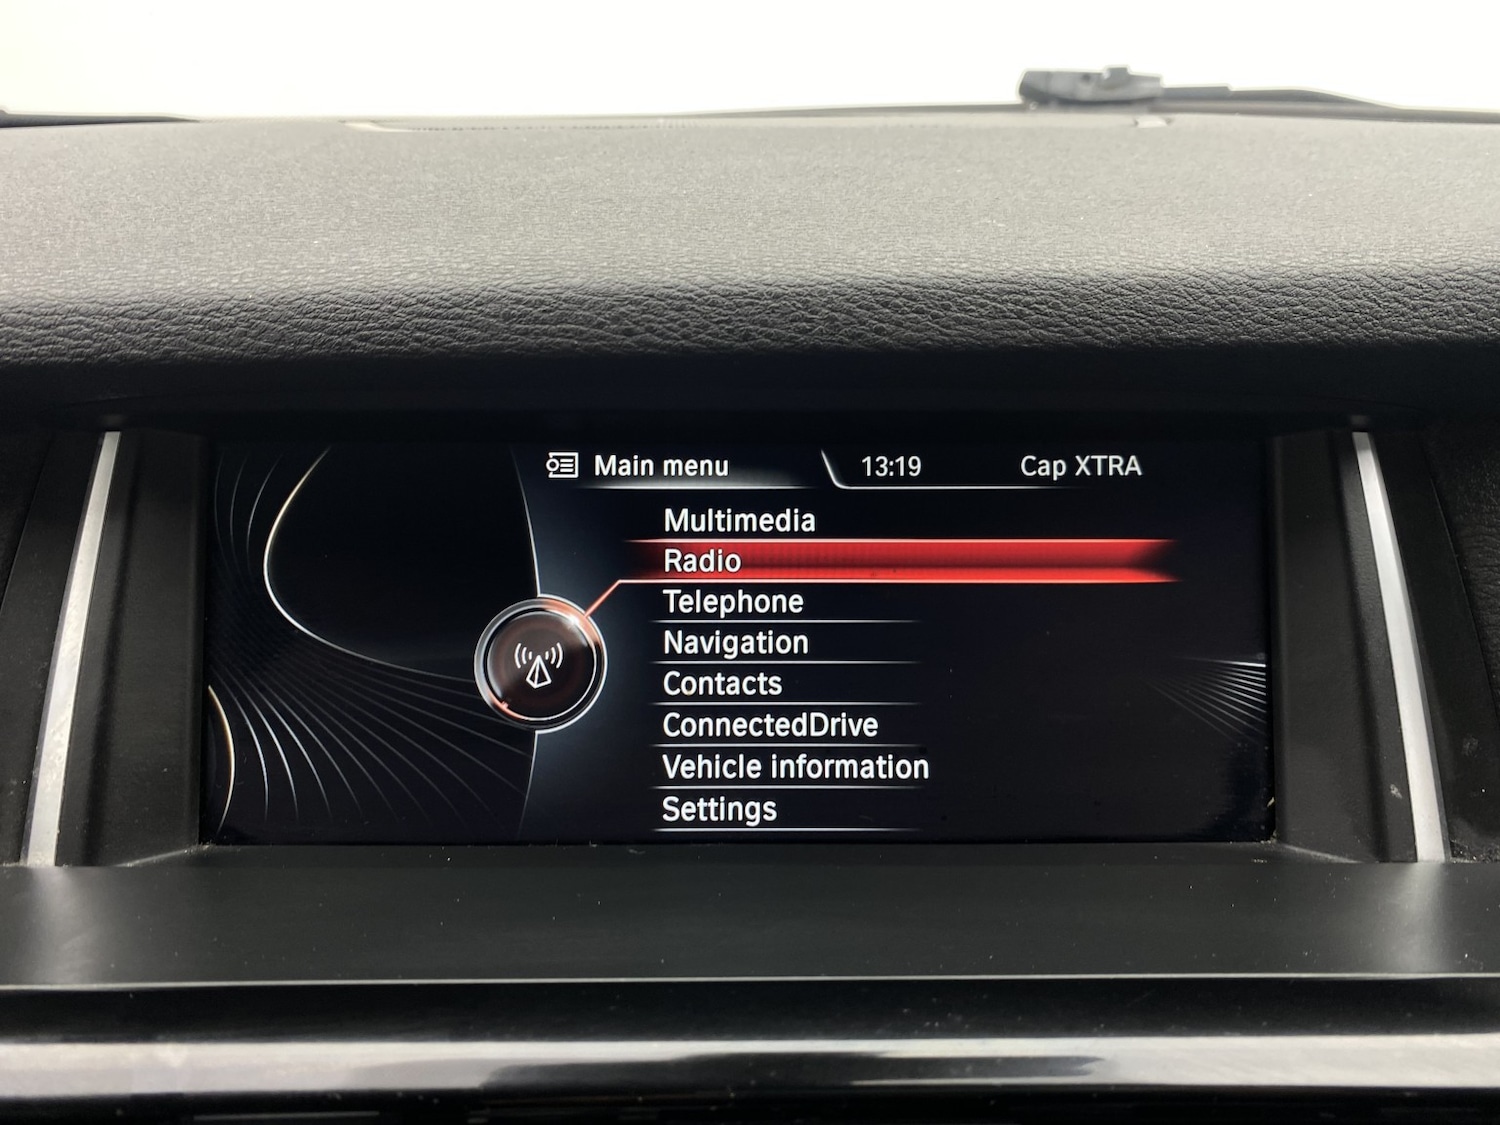 Main menu 13:19 Cap XTRA
Multimedia
Radio
Telephone
Navigation
Contacts
ConnectedDrive
Vehicle information
Settings